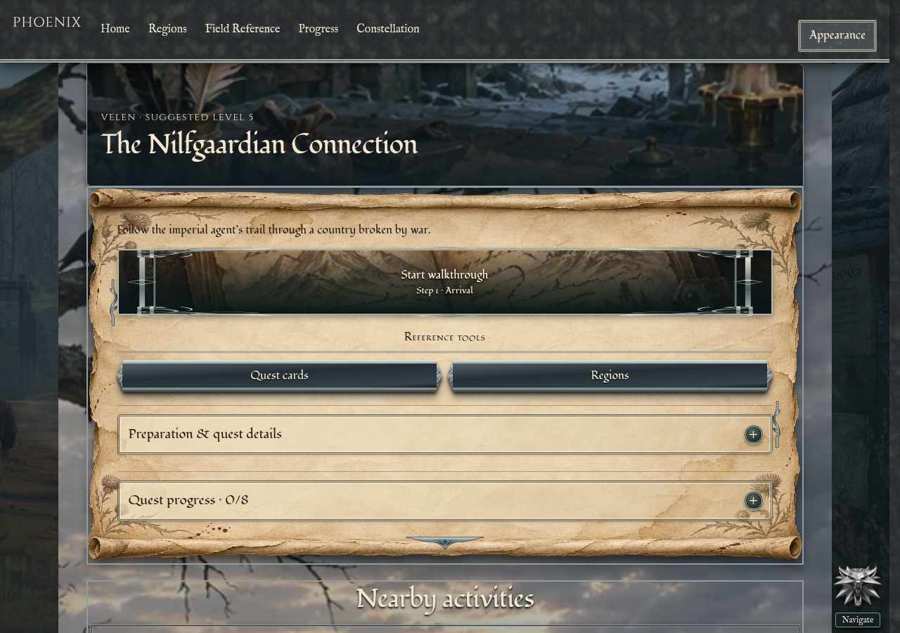 PHOENIX
Home Regions Field Reference Progress Constellation
Appearance
VELEN · SUGGESTED LEVEL 5
The Nilfgaardian Connection
Follow the imperial agent's trail through a country broken by war.
Start walkthrough
Step 1 · Arrival
Reference tools
Quest cards
Regions
Preparation & quest details
Quest progress · 0/8
Nearby activities
Navigate